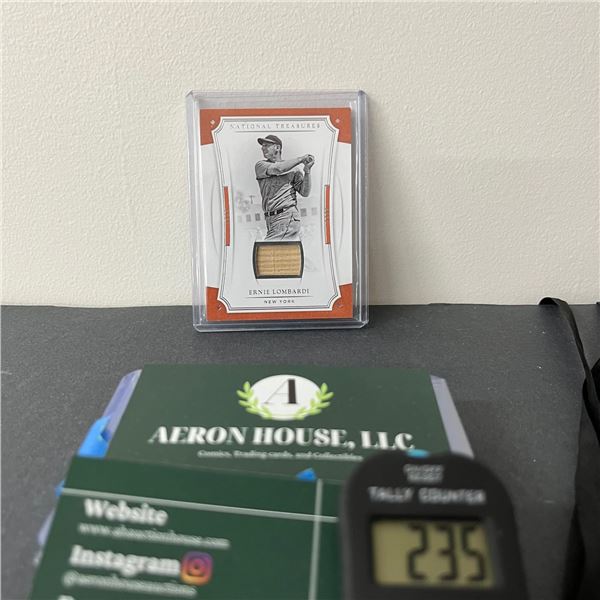 NATIONAL TREASURES
ERNIE LOMBARDI
NEW YORK
A
AERON HOUSE, LLC
Comics, Trading cards, and Collectibles
Website
Instagram
TALLY COUNTER
235